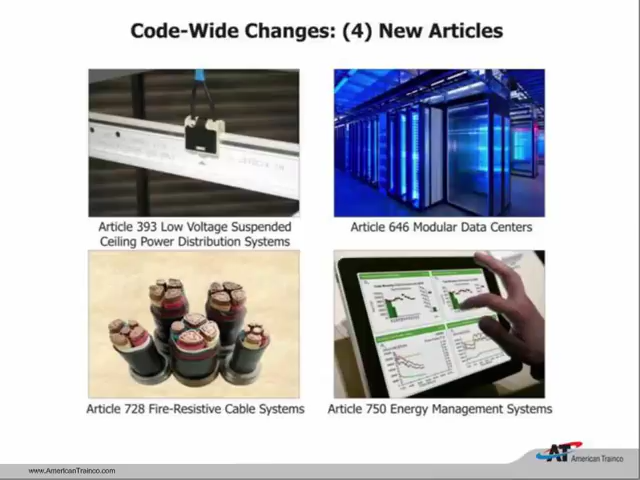 Code-Wide Changes: (4) New Articles
Article 393 Low Voltage Suspended
Ceiling Power Distribution Systems
Article 646 Modular Data Centers
Article 728 Fire-Resistive Cable Systems
Article 750 Energy Management Systems
www.AmericanTrainco.com
AT American Trainco